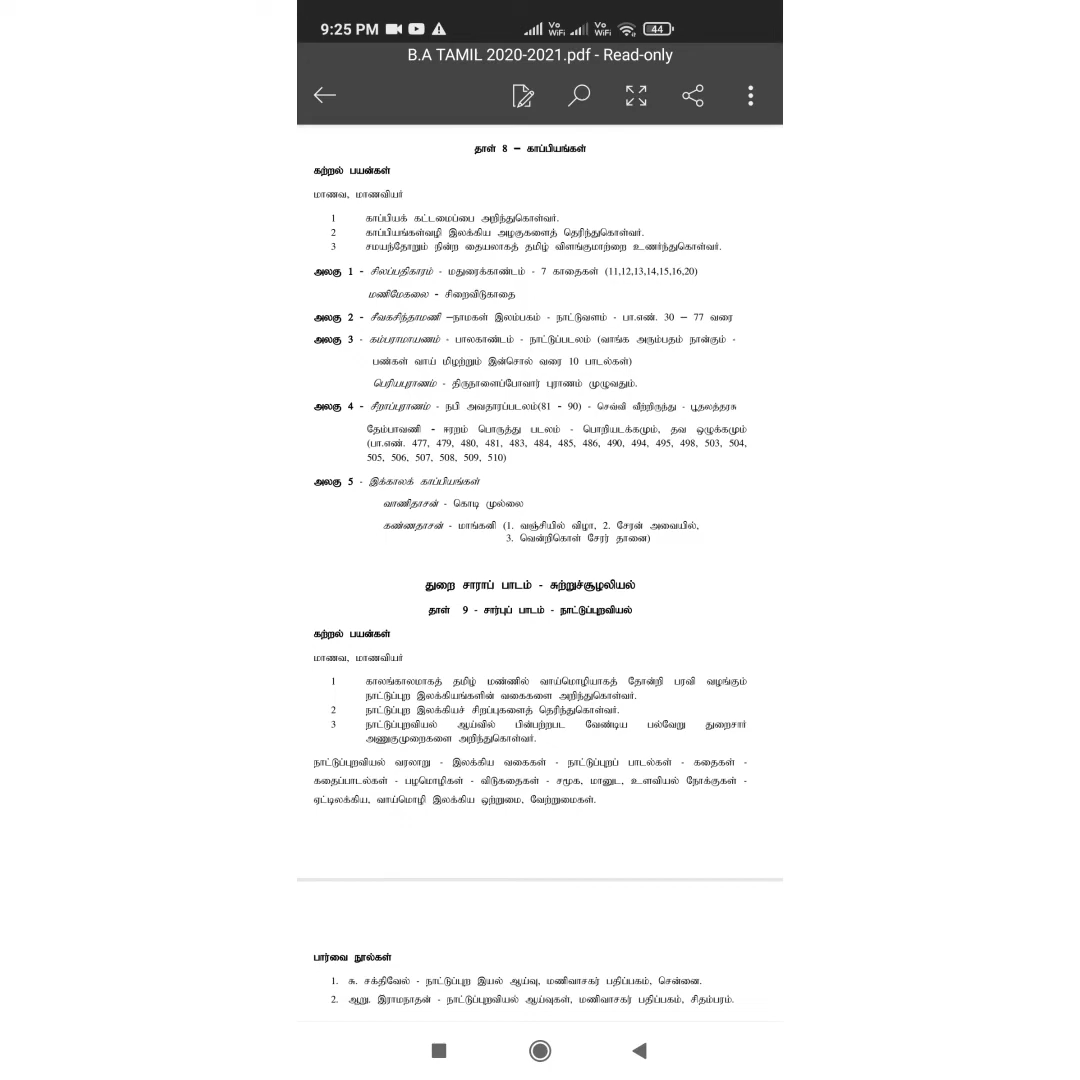 9:25 PM
Vo WiFi Vo WiFi 44
B.A TAMIL 2020-2021.pdf - Read-only
தாள் 8 – காப்பியங்கள்
கற்றல் பயன்கள்
மாணவ, மாணவியர்
1 காப்பியக் கட்டமைப்பை அறிந்துகொள்வர்.
2 காப்பியங்கள்வழி இலக்கிய அழகுகளைத் தெரிந்துகொள்வர்.
3 சமயந்தோறும் நின்ற தையலாகத் தமிழ் விளங்குமாற்றை உணர்ந்துகொள்வர்.
அலகு 1 - சிலப்பதிகாரம் - மதுரைக்காண்டம் - 7 காதைகள் (11,12,13,14,15,16,20)
மணிமேகலை - சிறைவிடுகாதை
அலகு 2 - சீவகசிந்தாமணி –நாமகள் இலம்பகம் - நாட்டுவளம் - பா.எண். 30 – 77 வரை
அலகு 3 - கம்பராமாயணம் - பாலகாண்டம் - நாட்டுப்படலம் (வாங்க அரும்பதம் நான்கும் -
பண்கள் வாய் மிழற்றும் இன்சொல் வரை 10 பாடல்கள்)
பெரியபுராணம் - திருநாளைப்போவார் புராணம் முழுவதும்.
அலகு 4 - சீறாப்புராணம் - நபி அவதாரப்படலம்(81 - 90) - செவ்வி வீற்றிருந்து - பூதலத்தரசு
தேம்பாவணி - ஈரறம் பொருத்து படலம் - பொறியடக்கமும், தவ ஒழுக்கமும்
(பா.எண். 477, 479, 480, 481, 483, 484, 485, 486, 490, 494, 495, 498, 503, 504,
505, 506, 507, 508, 509, 510)
அலகு 5 - இக்காலக் காப்பியங்கள்
வாணிதாசன் - கொடி முல்லை
கண்ணதாசன் - மாங்கனி (1. வஞ்சியில் விழா, 2. சேரன் அவையில்,
3. வென்றிகொள் சேரர் தானை)
துறை சாராப் பாடம் - சுற்றுச்சூழலியல்
தாள் 9 - சார்புப் பாடம் - நாட்டுப்புறவியல்
கற்றல் பயன்கள்
மாணவ, மாணவியர்
1 காலங்காலமாகத் தமிழ் மண்ணில் வாய்மொழியாகத் தோன்றி பரவி வழங்கும்
நாட்டுப்புற இலக்கியங்களின் வகைகளை அறிந்துகொள்வர்.
2 நாட்டுப்புற இலக்கியச் சிறப்புகளைத் தெரிந்துகொள்வர்.
3 நாட்டுப்புறவியல் ஆய்வில் பின்பற்றபட வேண்டிய பல்வேறு துறைசார்
அணுகுமுறைகளை அறிந்துகொள்வர்.
நாட்டுப்புறவியல் வரலாறு - இலக்கிய வகைகள் - நாட்டுப்புறப் பாடல்கள் - கதைகள் -
கதைப்பாடல்கள் - பழமொழிகள் - விடுகதைகள் - சமூக, மானுட, உளவியல் நோக்குகள் -
ஏட்டிலக்கிய, வாய்மொழி இலக்கிய ஒற்றுமை, வேற்றுமைகள்.
பார்வை நூல்கள்
1. சு. சக்திவேல் - நாட்டுப்புற இயல் ஆய்வு, மணிவாசகர் பதிப்பகம், சென்னை.
2. ஆறு. இராமநாதன் - நாட்டுப்புறவியல் ஆய்வுகள், மணிவாசகர் பதிப்பகம், சிதம்பரம்.